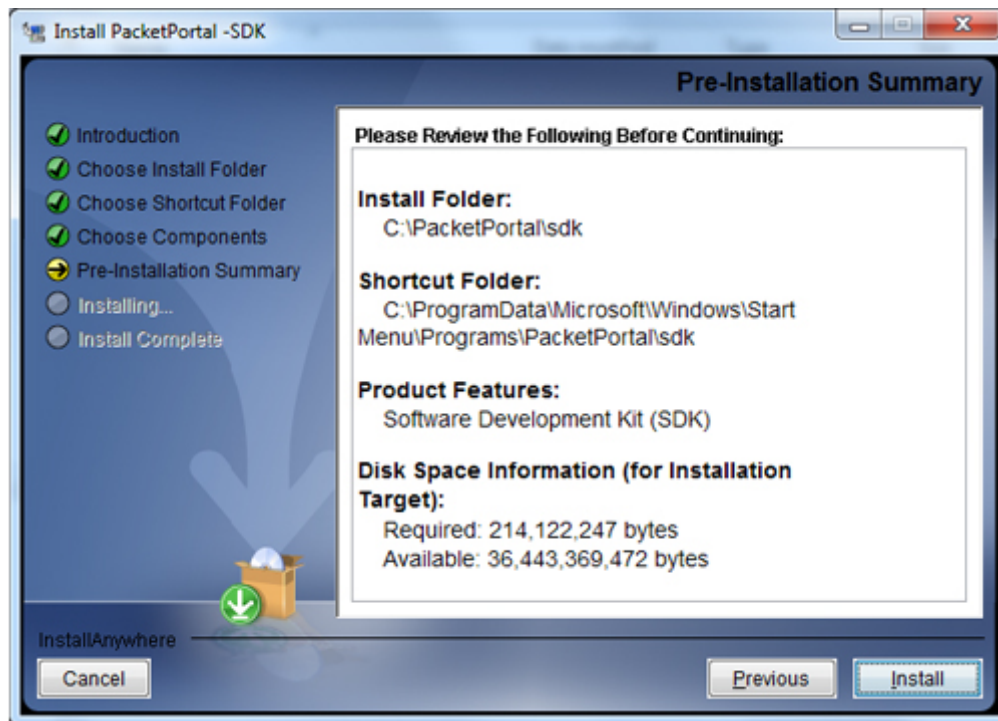 Install PacketPortal -SDK
Pre-Installation Summary
Introduction
Choose Install Folder
Choose Shortcut Folder
Choose Components
Pre-Installation Summary
Installing...
Install Complete
Please Review the Following Before Continuing:
Install Folder:
C:\PacketPortal\sdk
Shortcut Folder:
C:\ProgramData\Microsoft\Windows\Start
Menu\Programs\PacketPortal\sdk
Product Features:
Software Development Kit (SDK)
Disk Space Information (for Installation
Target):
Required: 214,122,247 bytes
Available: 36,443,369,472 bytes
InstallAnywhere
Cancel
Previous
Install